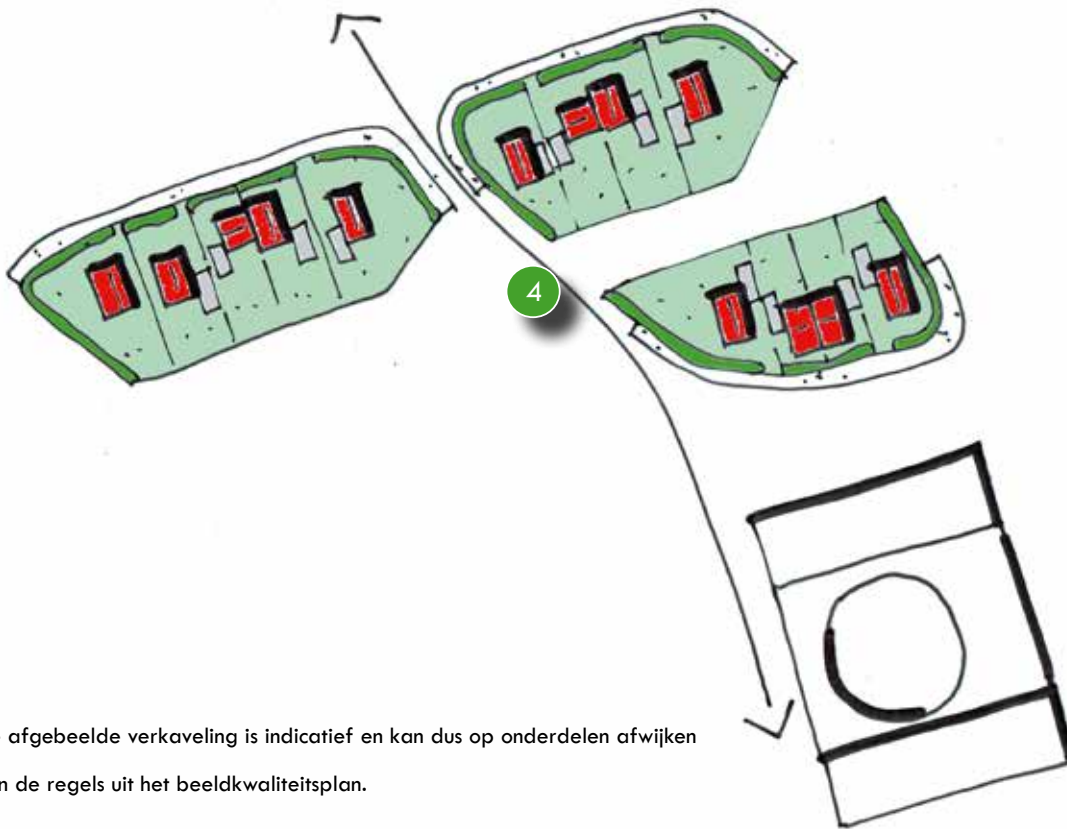 4
afgebeelde verkaveling is indicatief en kan dus op onderdelen afwijken
de regels uit het beeldkwaliteitsplan.